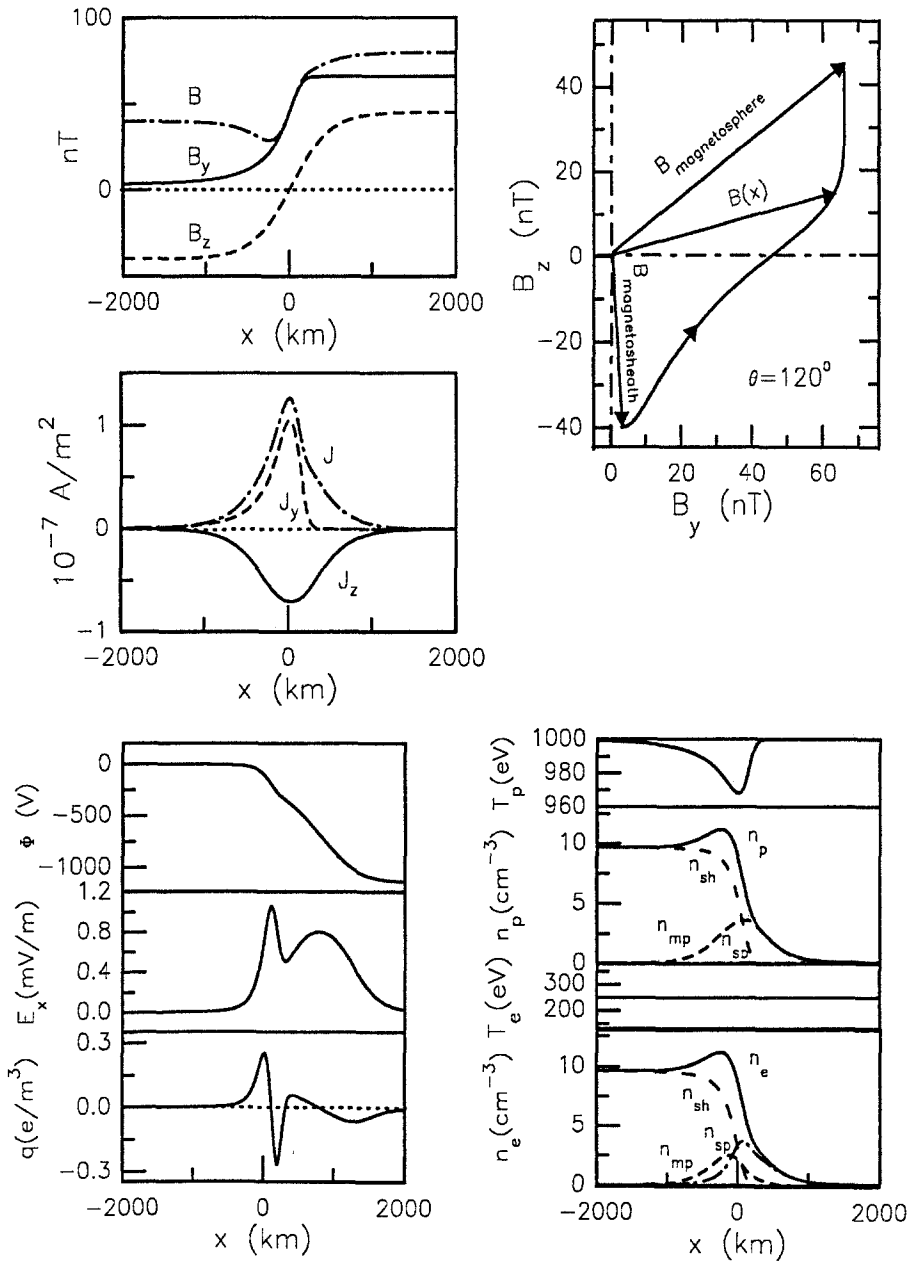 100
0
nT
B
B_y
B_z
−2000
0
2000
x (km)
40
20
0
−20
−40
B_z (nT)
B magnetosphere
B(x)
B magnetosheath
θ=120°
0
20
40
60
B_y (nT)
1
0
−1
10⁻⁷ A/m²
J
J_y
J_z
−2000
0
2000
x (km)
0
−500
−1000
Φ (V)
1.2
0.8
0.4
0.0
E_x(mV/m)
0.3
0.0
−0.3
q(e/m³)
−2000
0
2000
x (km)
1000
980
960
T_p(eV)
10
5
0
n_p(cm⁻³)
n_p
n_sh
n_mp
n_sp
300
200
T_e(eV)
10
5
0
n_e(cm⁻³)
n_e
n_sh
n_sp
n_mp
−2000
0
2000
x (km)